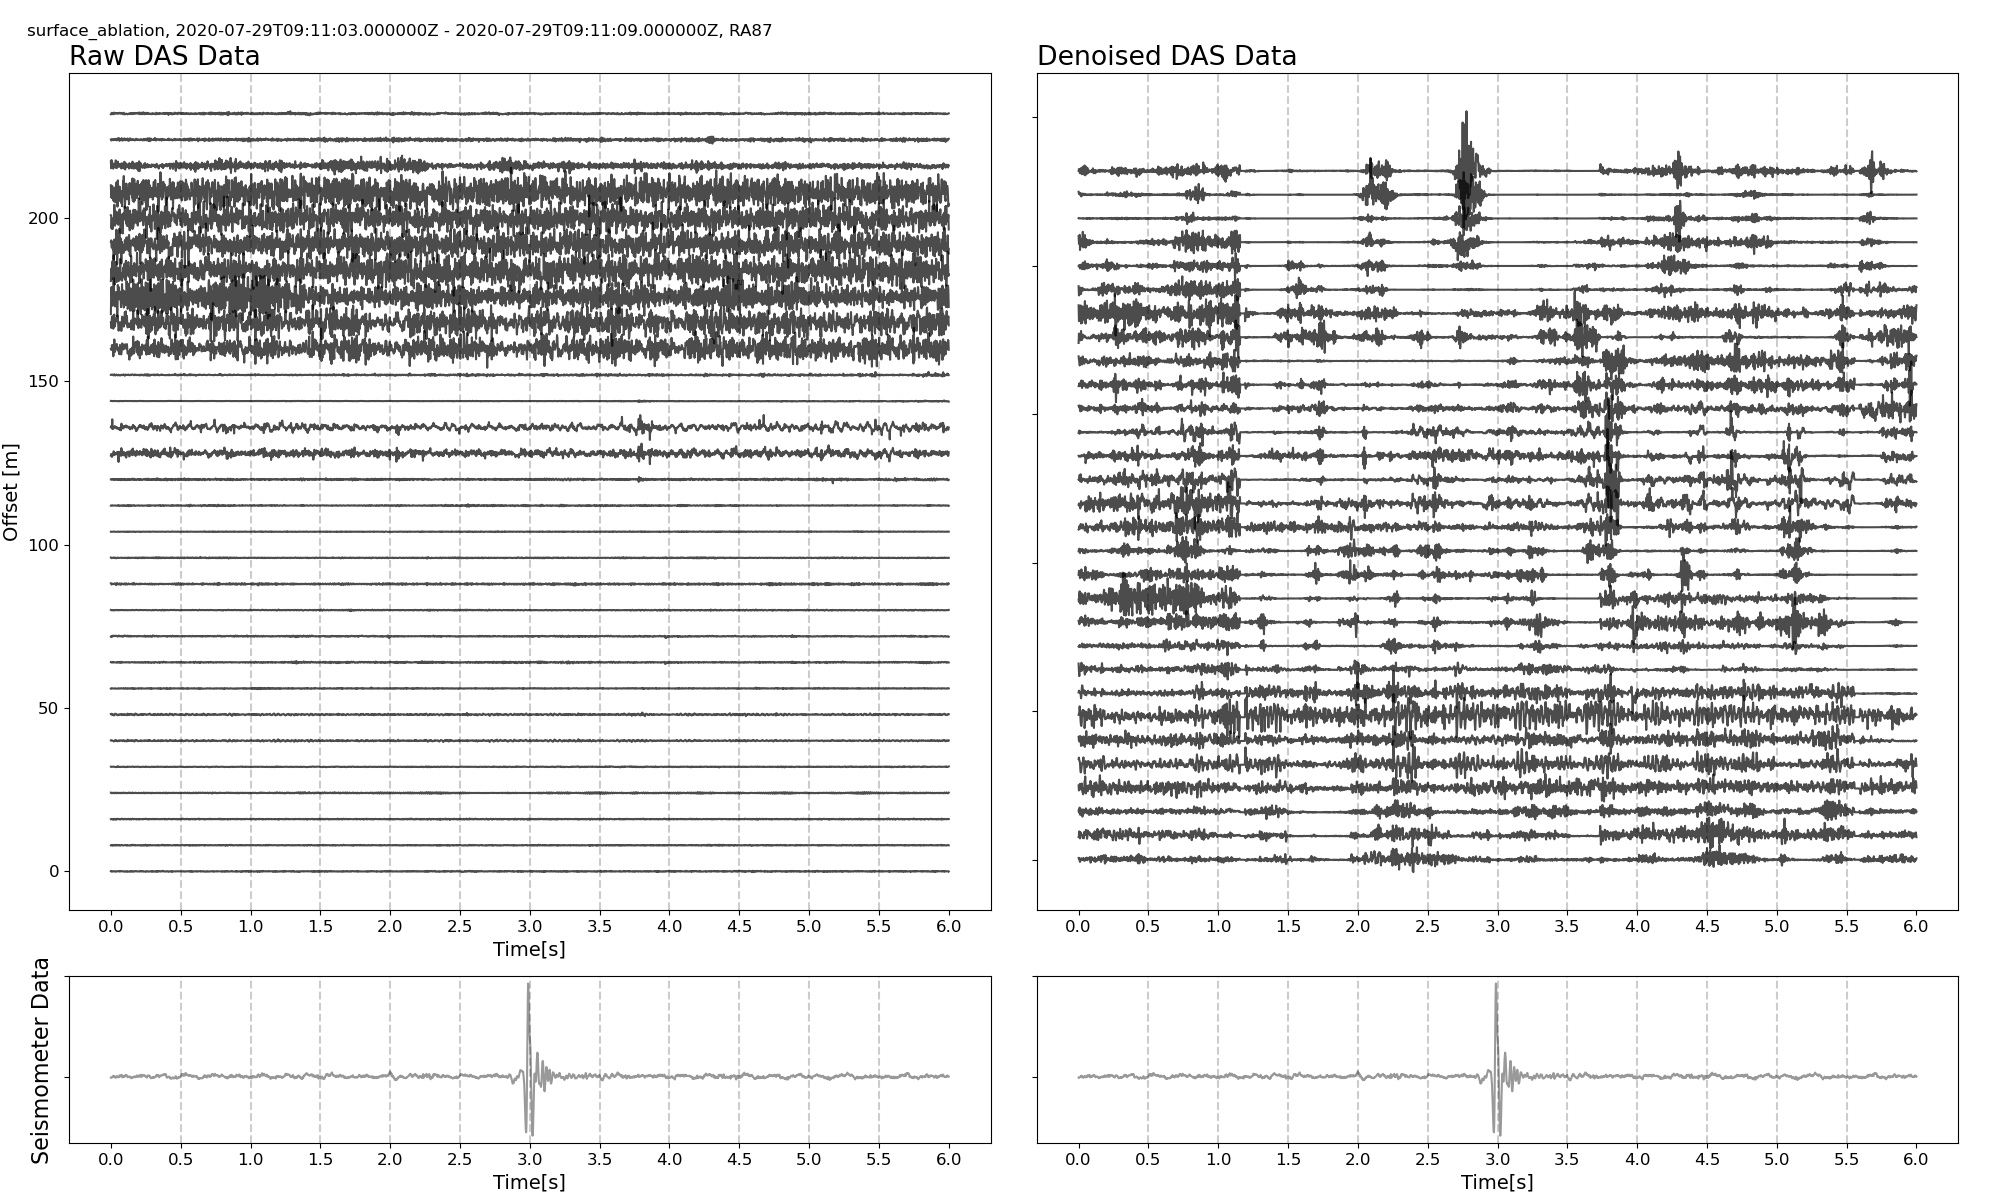 surface_ablation, 2020-07-29T09:11:03.000000Z - 2020-07-29T09:11:09.000000Z, RA87
Raw DAS Data
Denoised DAS Data
Offset [m]
200
150
100
50
0
0.0 0.5 1.0 1.5 2.0 2.5 3.0 3.5 4.0 4.5 5.0 5.5 6.0
Time[s]
0.0 0.5 1.0 1.5 2.0 2.5 3.0 3.5 4.0 4.5 5.0 5.5 6.0
Seismometer Data
0.0 0.5 1.0 1.5 2.0 2.5 3.0 3.5 4.0 4.5 5.0 5.5 6.0
Time[s]
0.0 0.5 1.0 1.5 2.0 2.5 3.0 3.5 4.0 4.5 5.0 5.5 6.0
Time[s]